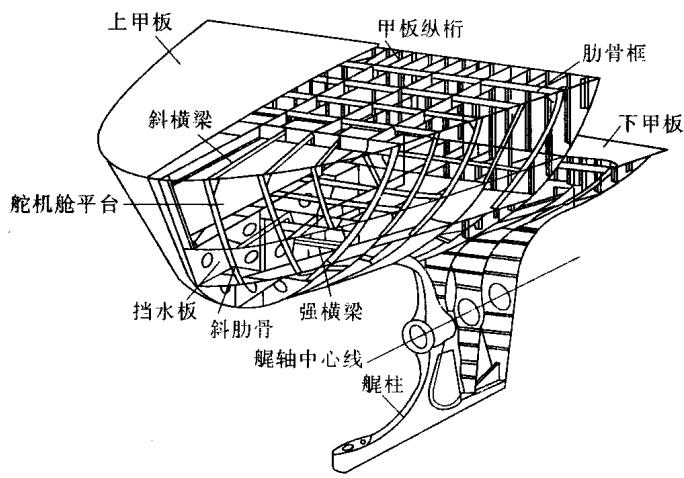 上甲板
甲板纵桁
肋骨框
斜横梁
下甲板
舵机舱平台
挡水板
斜肋骨
强横梁
艉轴中心线
艉柱